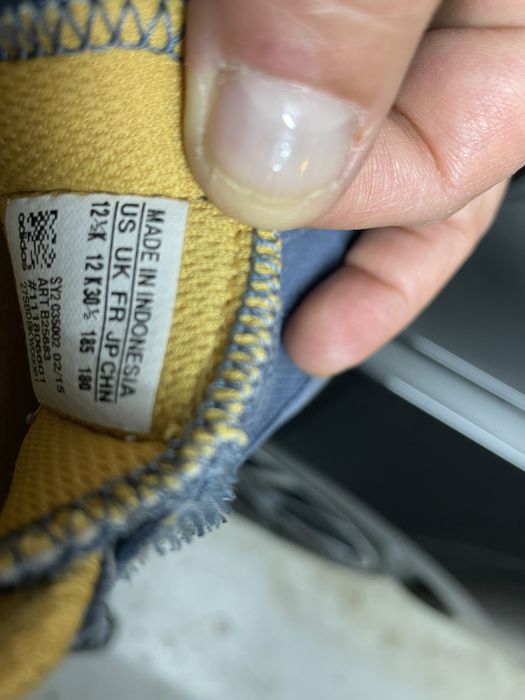 MADE IN INDONESIA
US UK FR JP CHN
12½K 12K 30½ 185 180
adidas
SY2 035002 02/15
ART B25683